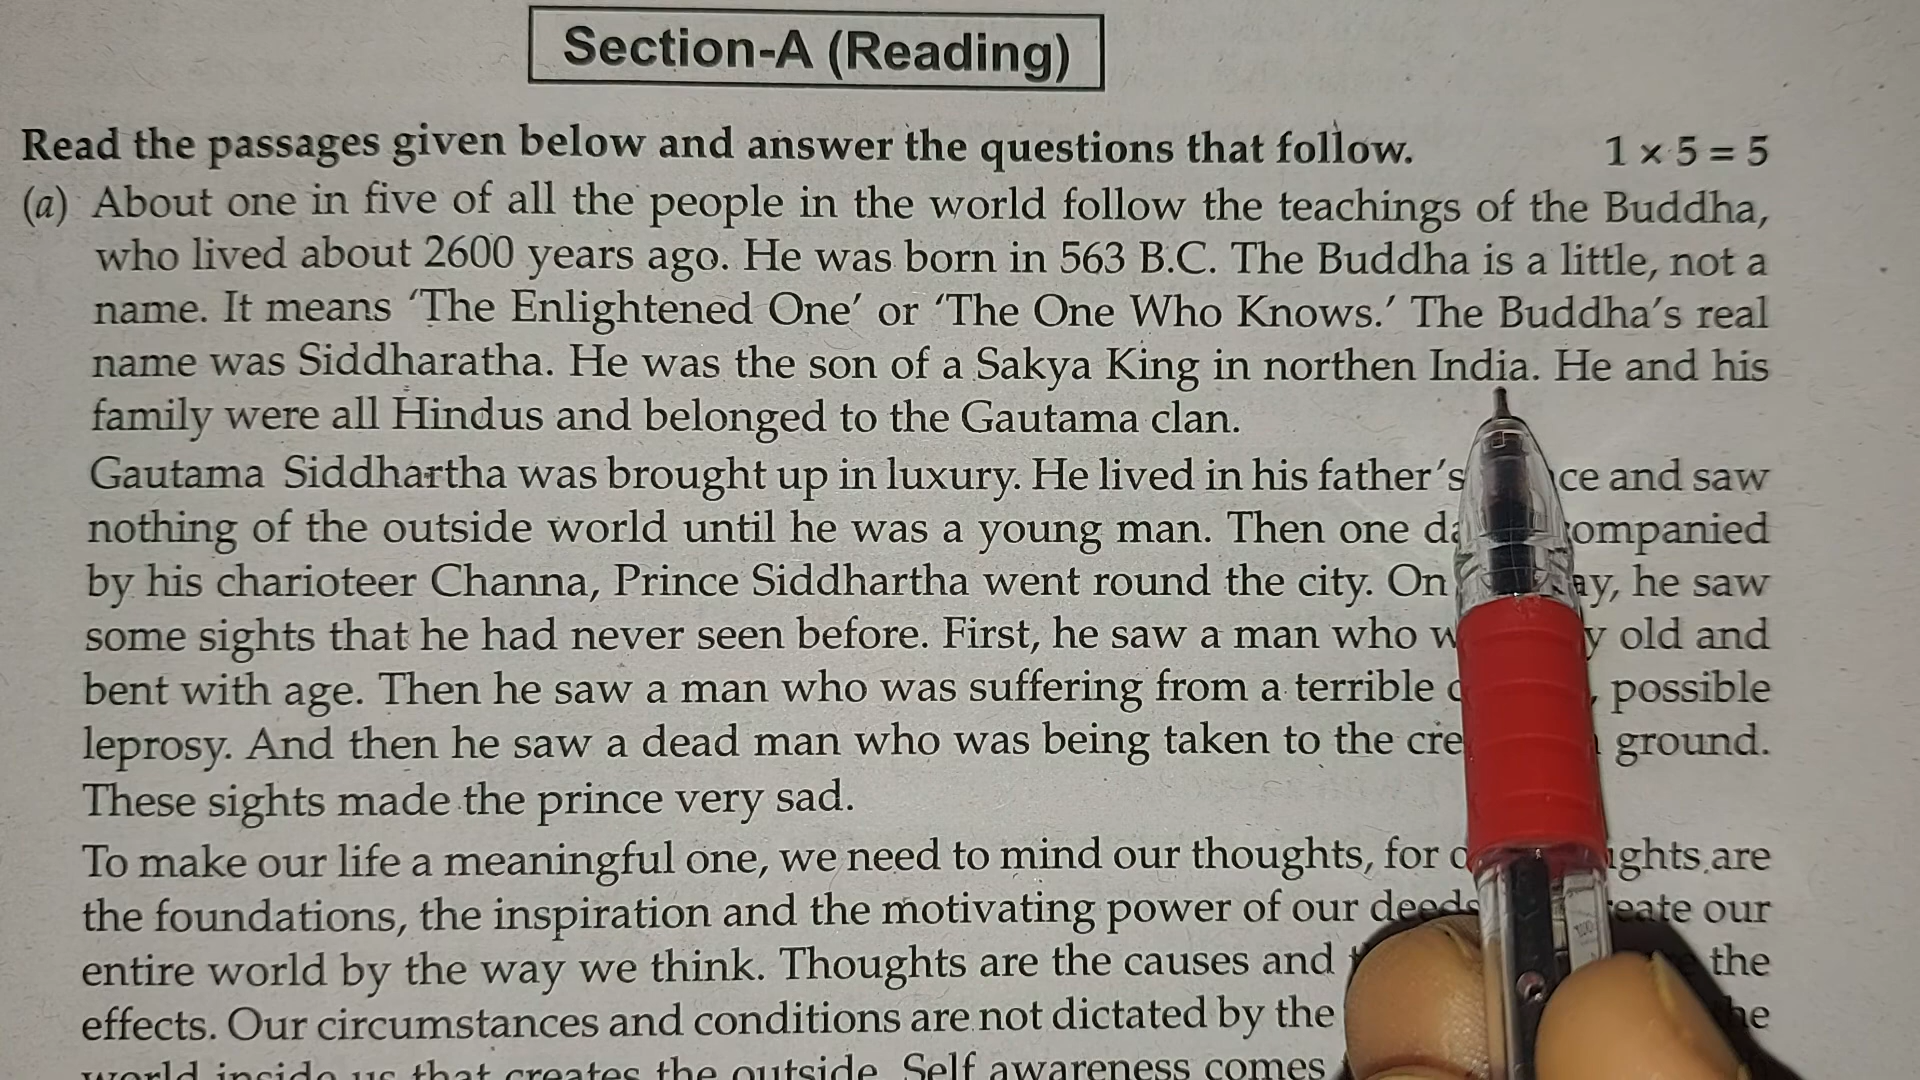 Section-A (Reading)
Read the passages given below and answer the questions that follow. 1 × 5 = 5
(a) About one in five of all the people in the world follow the teachings of the Buddha,
who lived about 2600 years ago. He was born in 563 B.C. The Buddha is a little, not a
name. It means ‘The Enlightened One’ or ‘The One Who Knows.’ The Buddha’s real
name was Siddharatha. He was the son of a Sakya King in northen India. He and his
family were all Hindus and belonged to the Gautama clan.
Gautama Siddhartha was brought up in luxury. He lived in his father’s and saw
nothing of the outside world until he was a young man. Then one
by his charioteer Channa, Prince Siddhartha went round the city. On he saw
some sights that he had never seen before. First, he saw a man who old and
bent with age. Then he saw a man who was suffering from a terrible possible
leprosy. And then he saw a dead man who was being taken to the ground.
These sights made the prince very sad.
To make our life a meaningful one, we need to mind our thoughts, for are
the foundations, the inspiration and the motivating power of our deeds our
entire world by the way we think. Thoughts are the causes and the
effects. Our circumstances and conditions are not dictated by the
world inside us that creates the outside. Self awareness comes